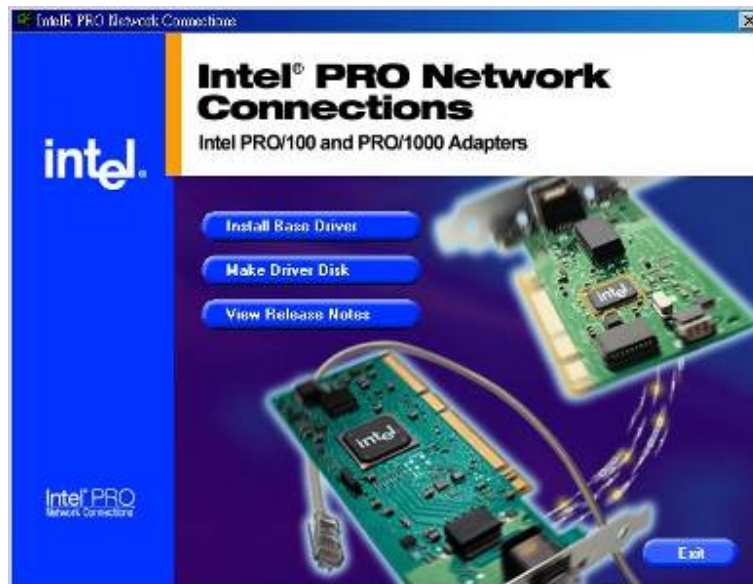 IntelR PRO Network Connections
Intel® PRO Network
Connections
Intel PRO/100 and PRO/1000 Adapters
intel.
Install Base Driver
Make Driver Disk
View Release Notes
intel
intel
Intel® PRO
Network Connections
Exit